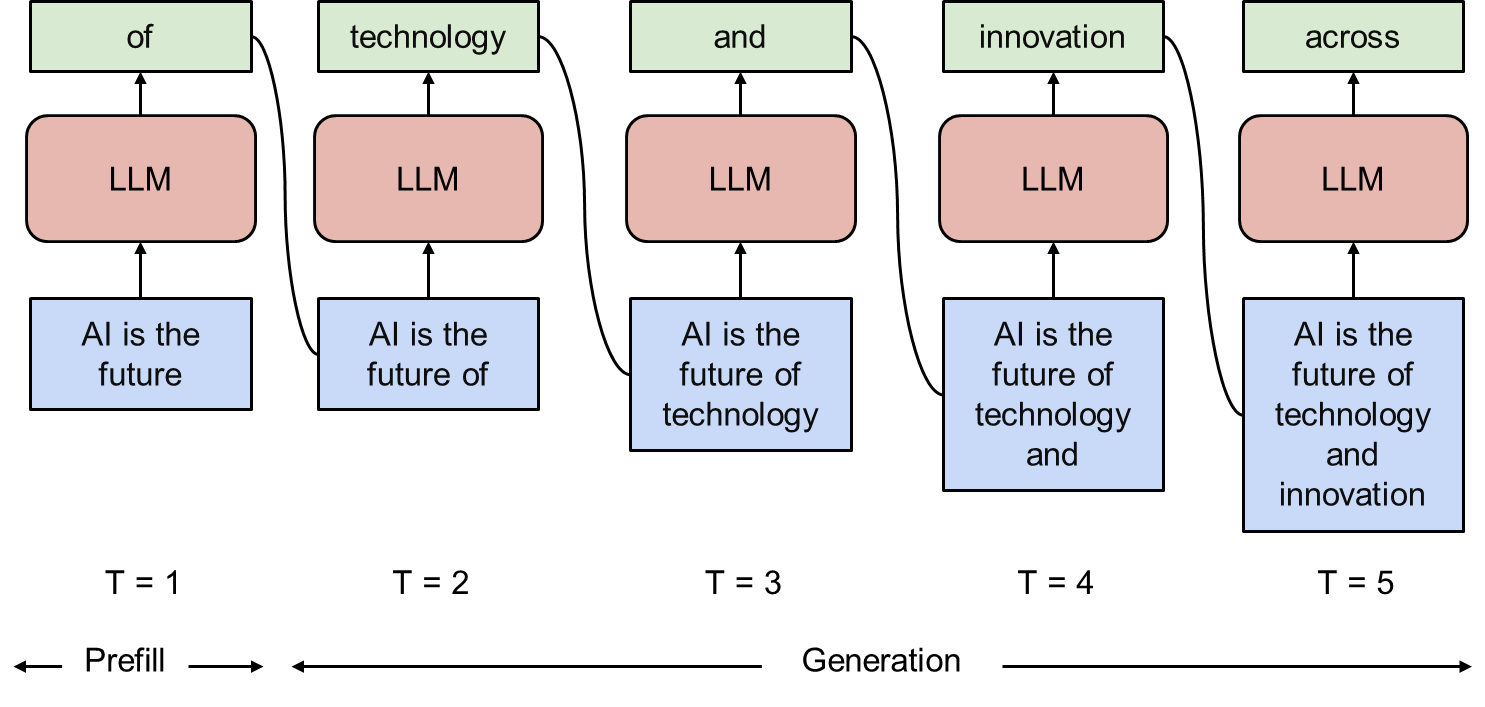 of
technology
and
innovation
across
LLM
LLM
LLM
LLM
LLM
AI is the
future
AI is the
future of
AI is the
future of
technology
AI is the
future of
technology
and
AI is the
future of
technology
and
innovation
T = 1
T = 2
T = 3
T = 4
T = 5
Prefill
Generation